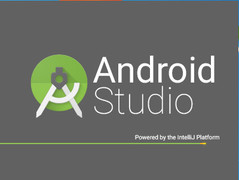 Android
Studio
Powered by the IntelliJ Platform